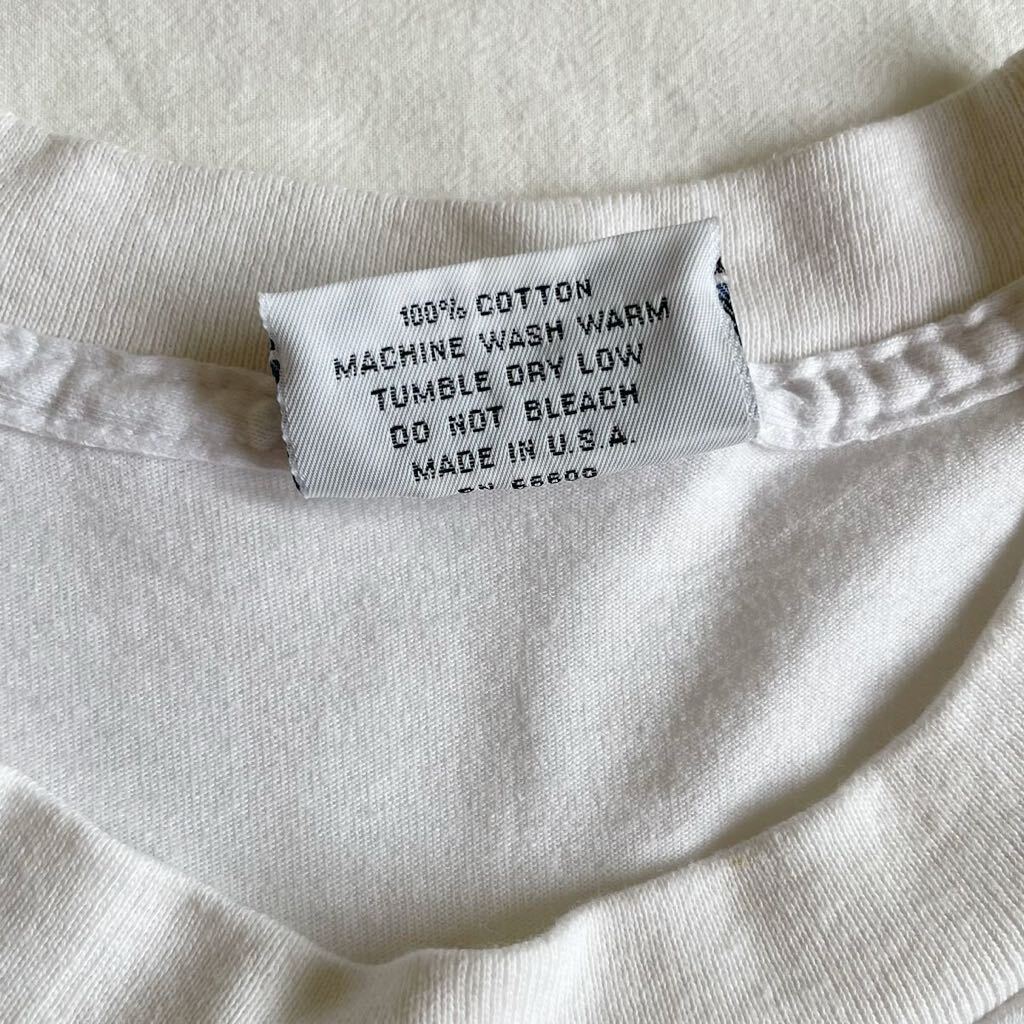 100% COTTON
MACHINE WASH WARM
TUMBLE DRY LOW
DO NOT BLEACH
MADE IN U.S.A.